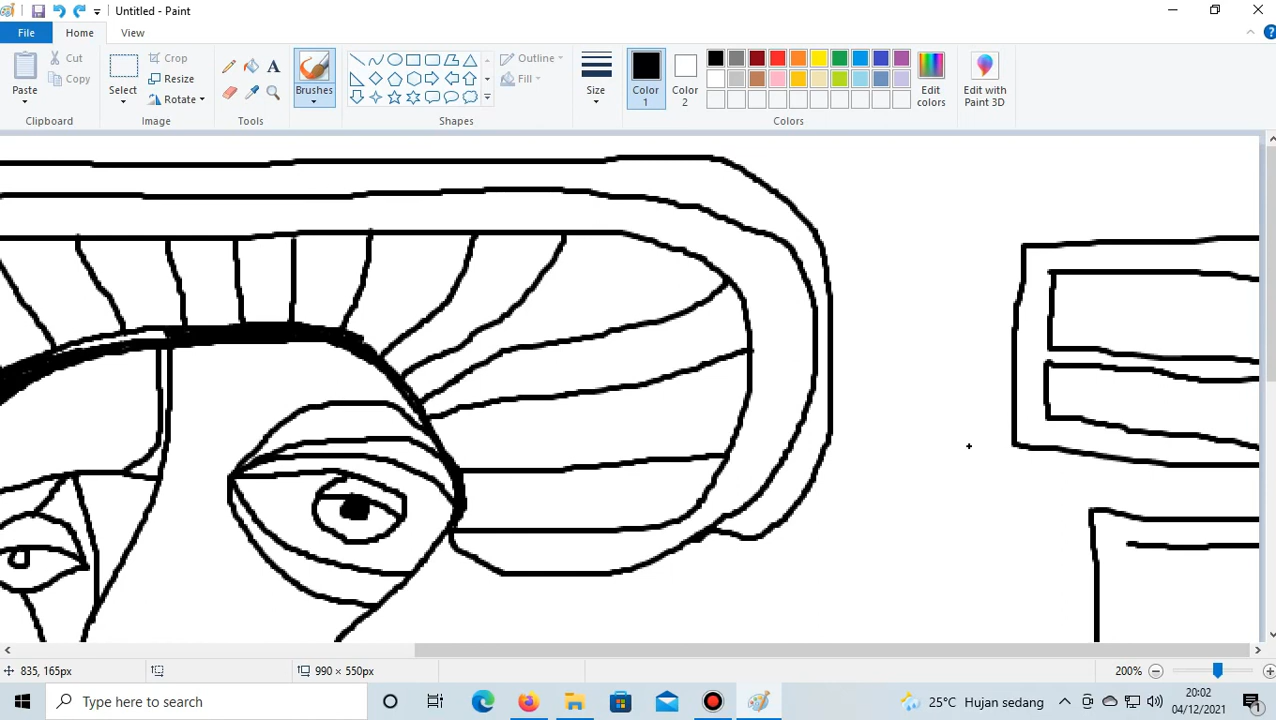 Untitled - Paint
File Home View
Paste
Cut
Copy
Clipboard
Select
Crop
Resize
Rotate
Image
Tools
Brushes
Shapes
Outline
Fill
Size
Color 1
Color 2
Edit colors
Colors
Edit with Paint 3D
835, 165px
990 × 550px
200%
Type here to search
25°C Hujan sedang
20:02
04/12/2021